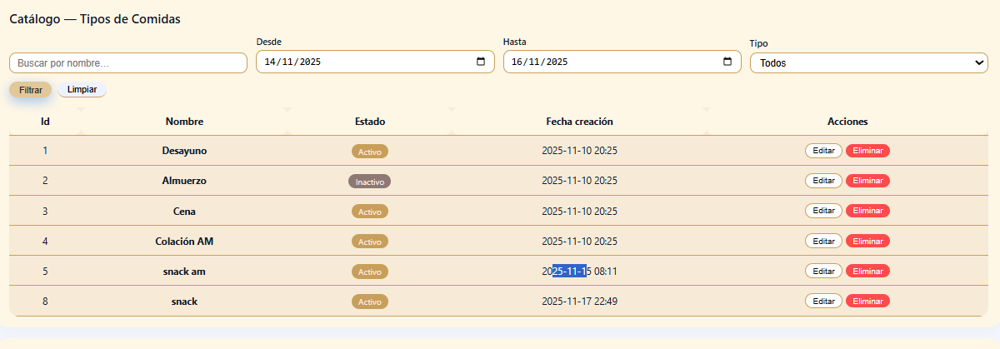 Catálogo — Tipos de Comidas
Desde Hasta Tipo
Buscar por nombre... 14/11/2025 16/11/2025 Todos
Filtrar Limpiar
Id Nombre Estado Fecha creación Acciones
1 Desayuno Activo 2025-11-10 20:25 Editar Eliminar
2 Almuerzo Inactivo 2025-11-10 20:25 Editar Eliminar
3 Cena Activo 2025-11-10 20:25 Editar Eliminar
4 Colación AM Activo 2025-11-10 20:25 Editar Eliminar
5 snack am Activo 2025-11-15 08:11 Editar Eliminar
8 snack Activo 2025-11-17 22:49 Editar Eliminar